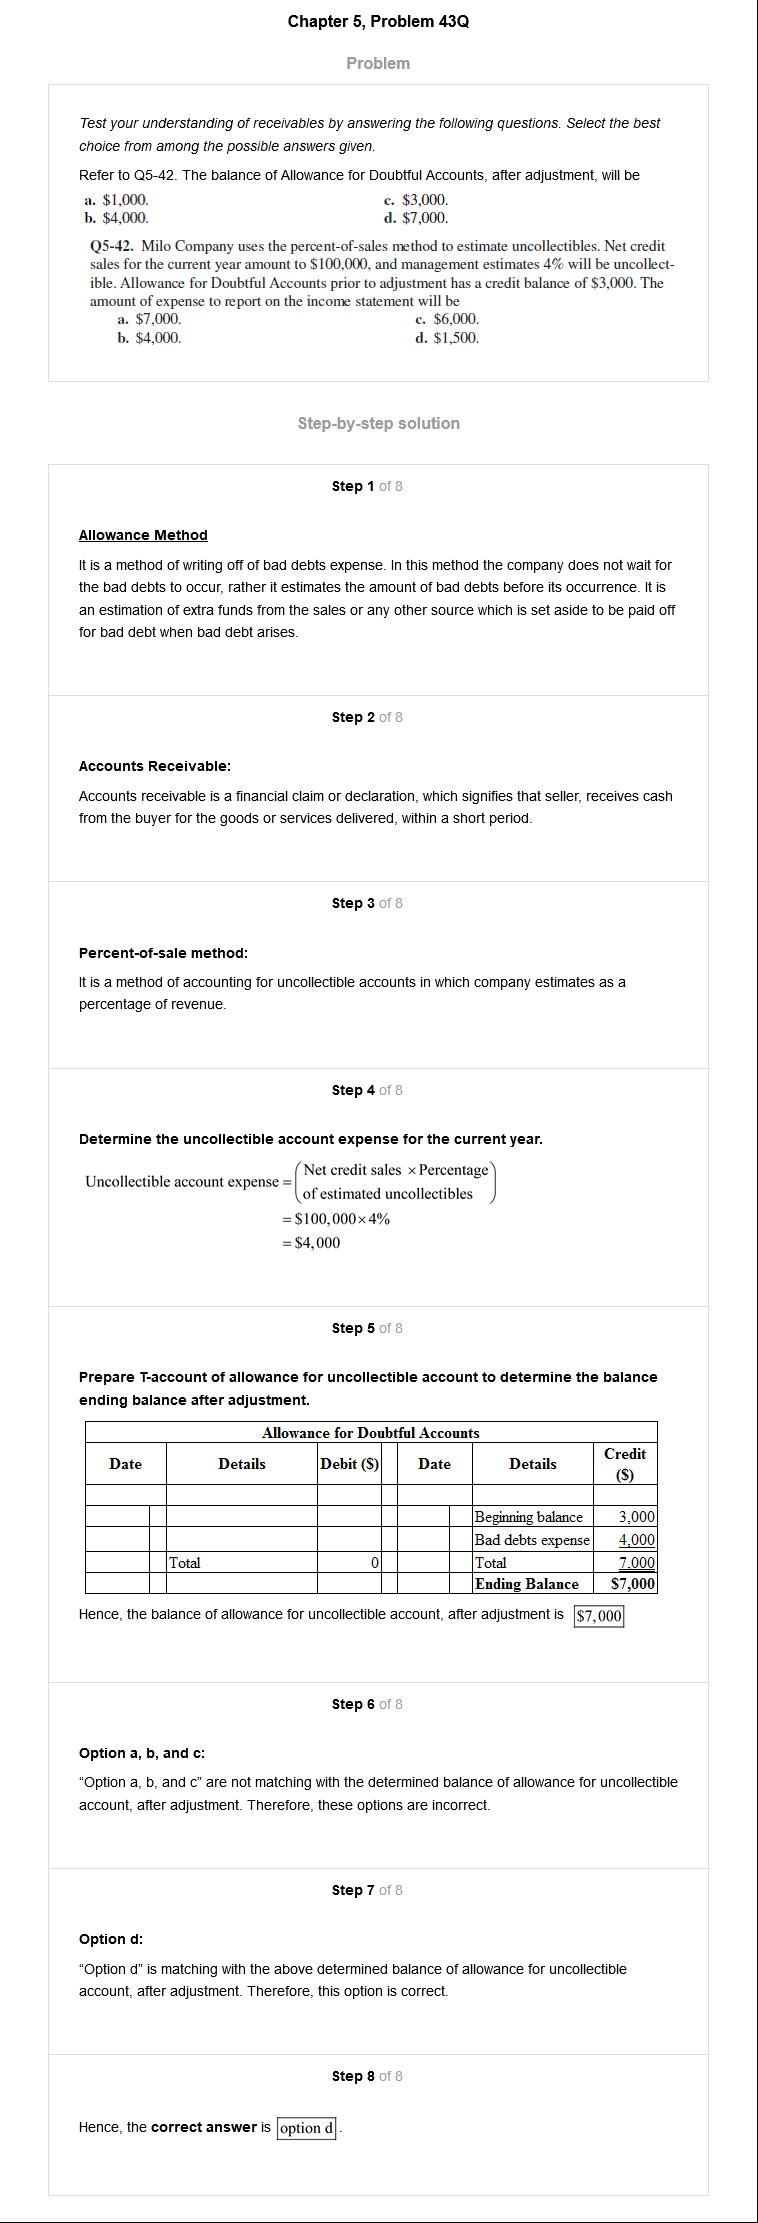 Chapter 5, Problem 43Q
Problem
Test your understanding of receivables by answering the following questions. Select the best
choice from among the possible answers given.
Refer to Q5-42. The balance of Allowance for Doubtful Accounts, after adjustment, will be
a. $1,000. c. $3,000.
b. $4,000. d. $7,000.
Q5-42. Milo Company uses the percent-of-sales method to estimate uncollectibles. Net credit
sales for the current year amount to $100,000, and management estimates 4% will be uncollect-
ible. Allowance for Doubtful Accounts prior to adjustment has a credit balance of $3,000. The
amount of expense to report on the income statement will be
a. $7,000. c. $6,000.
b. $4,000. d. $1,500.
Step-by-step solution
Step 1 of 8
Allowance Method
It is a method of writing off of bad debts expense. In this method the company does not wait for
the bad debts to occur, rather it estimates the amount of bad debts before its occurrence. It is
an estimation of extra funds from the sales or any other source which is set aside to be paid off
for bad debt when bad debt arises.
Step 2 of 8
Accounts Receivable:
Accounts receivable is a financial claim or declaration, which signifies that seller, receives cash
from the buyer for the goods or services delivered, within a short period.
Step 3 of 8
Percent-of-sale method:
It is a method of accounting for uncollectible accounts in which company estimates as a
percentage of revenue.
Step 4 of 8
Determine the uncollectible account expense for the current year.
Uncollectible account expense = (Net credit sales × Percentage
of estimated uncollectibles)
= $100,000 × 4%
= $4,000
Step 5 of 8
Prepare T-account of allowance for uncollectible account to determine the balance
ending balance after adjustment.
Allowance for Doubtful Accounts
Date Details Debit ($) Date Details Credit
($)
Beginning balance 3,000
Bad debts expense 4,000
Total 0 Total 7,000
Ending Balance $7,000
Hence, the balance of allowance for uncollectible account, after adjustment is $7,000
Step 6 of 8
Option a, b, and c:
“Option a, b, and c” are not matching with the determined balance of allowance for uncollectible
account, after adjustment. Therefore, these options are incorrect.
Step 7 of 8
Option d:
“Option d” is matching with the above determined balance of allowance for uncollectible
account, after adjustment. Therefore, this option is correct.
Step 8 of 8
Hence, the correct answer is option d.